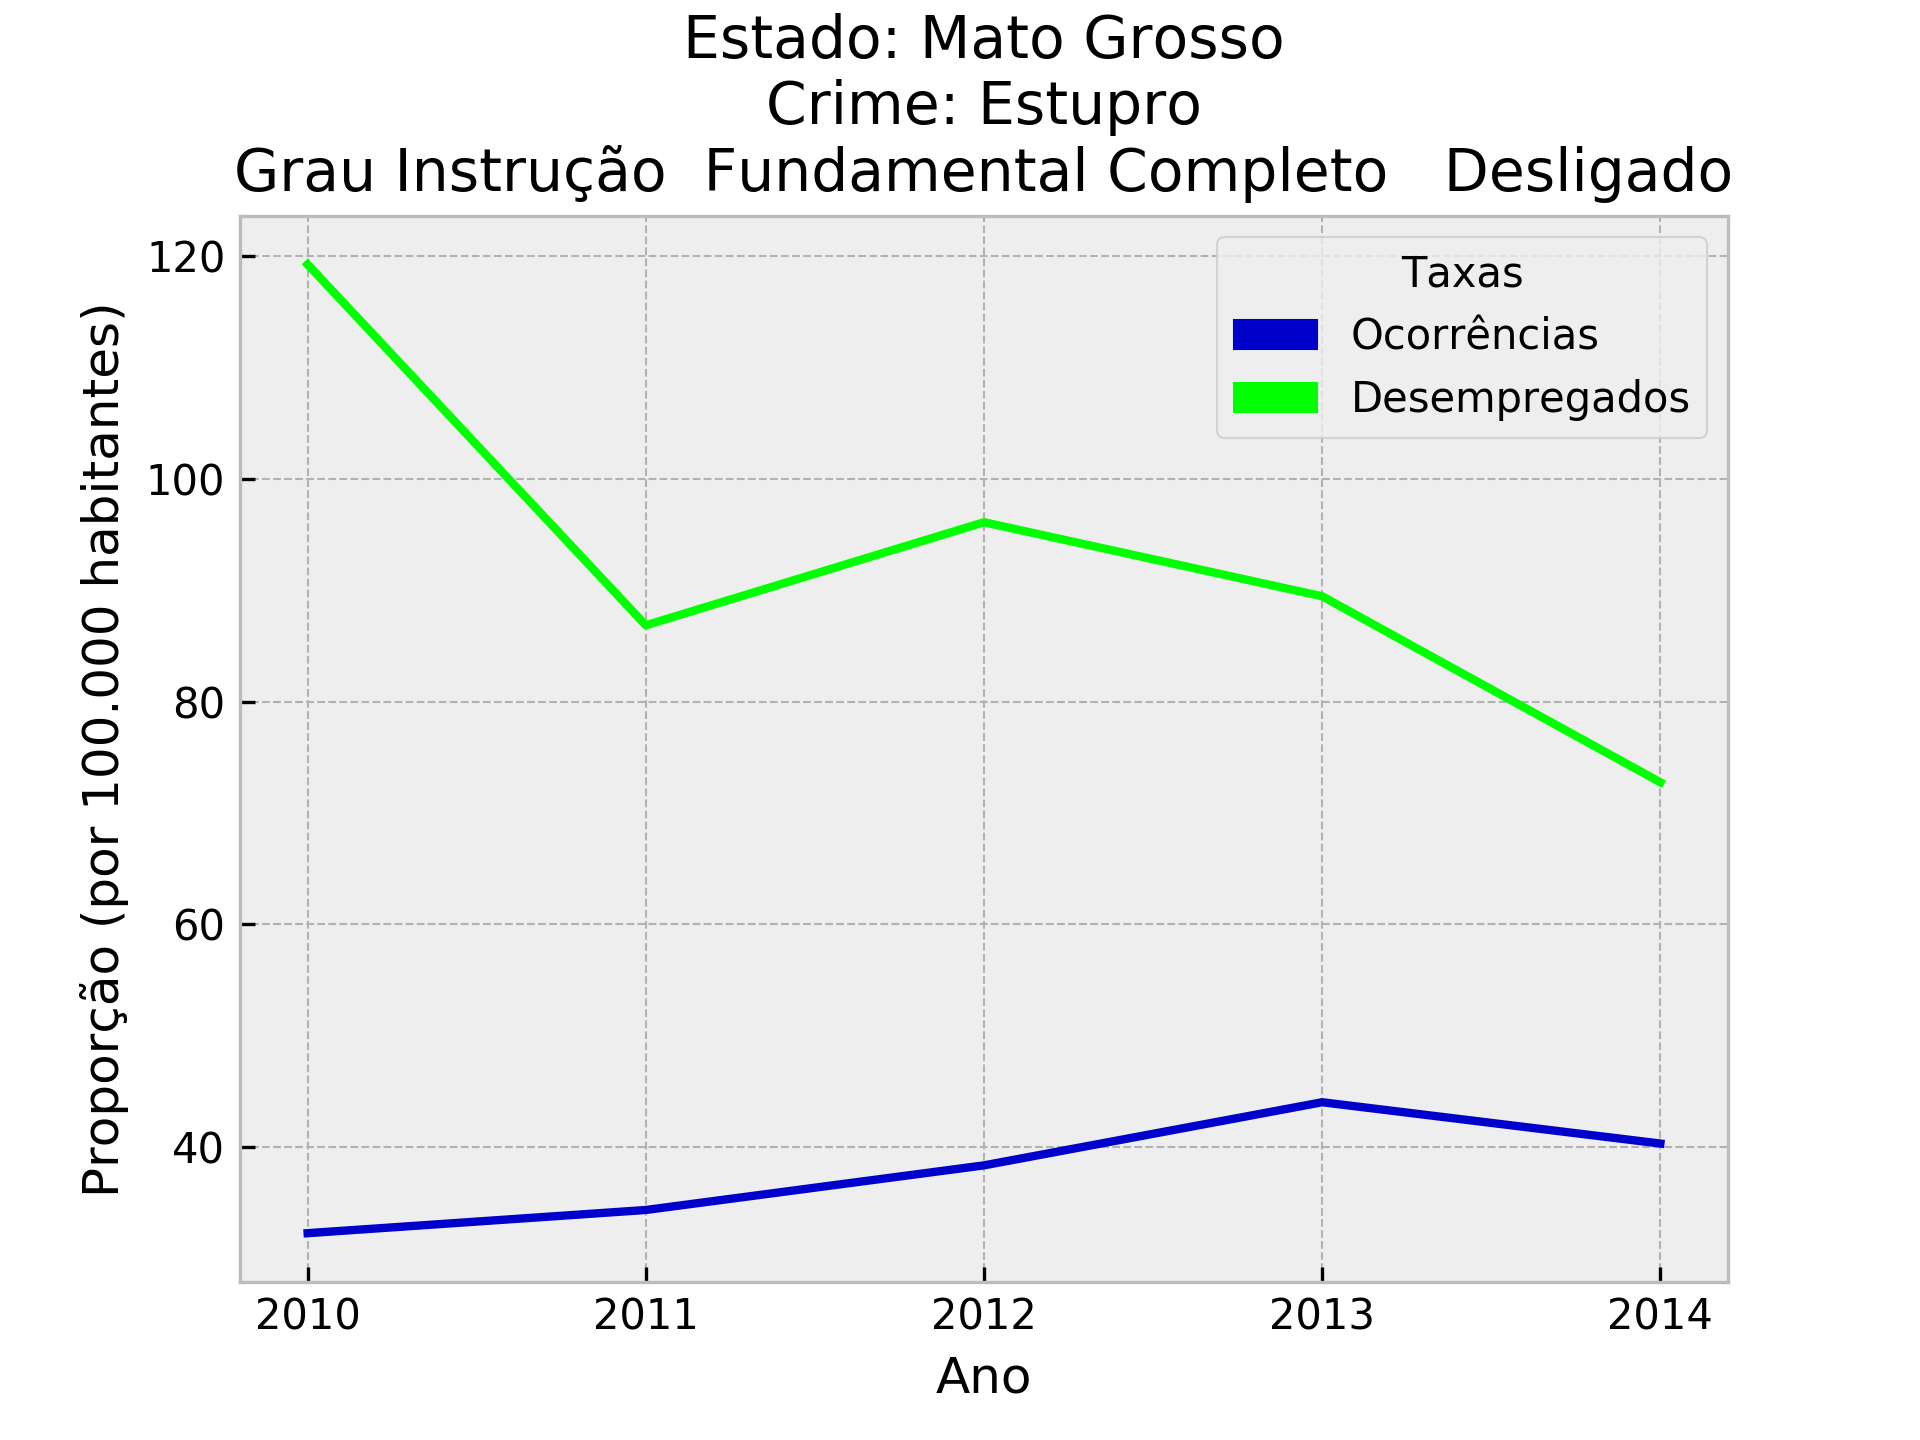 Estado: Mato Grosso
Crime: Estupro
Grau Instrução  Fundamental Completo   Desligado
Taxas
Ocorrências
Desempregados
Proporção (por 100.000 habitantes)
120
100
80
60
40
2010 2011 2012 2013 2014
Ano